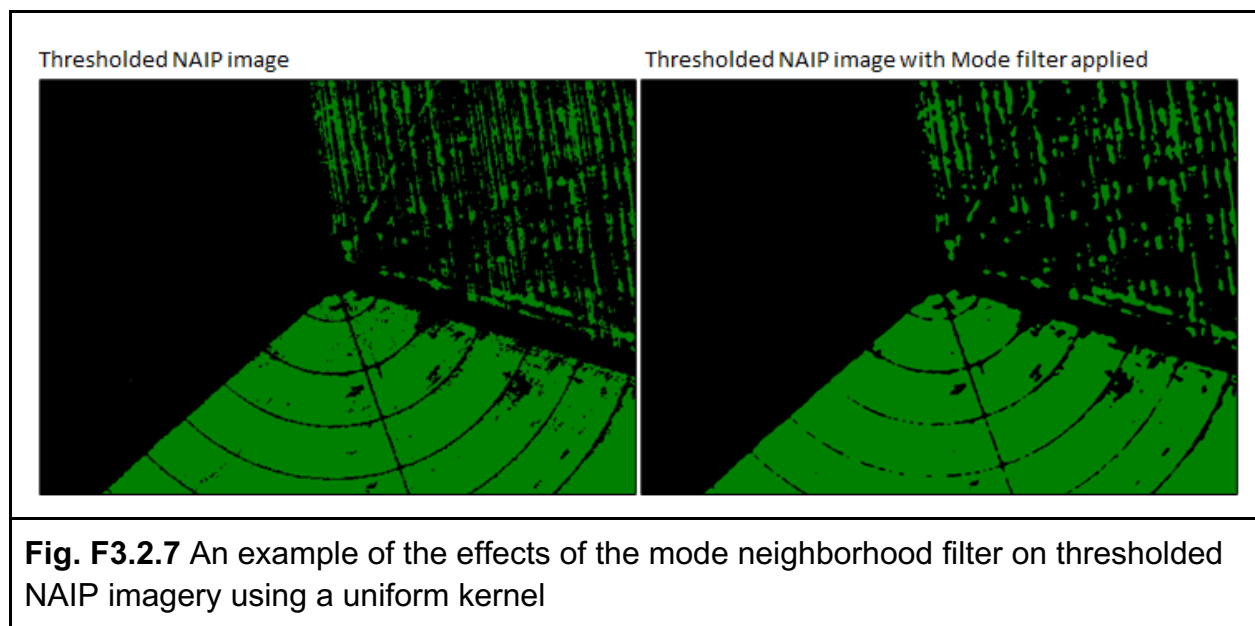 Thresholded NAIP image
Thresholded NAIP image with Mode filter applied
Fig. F3.2.7 An example of the effects of the mode neighborhood filter on thresholded
NAIP imagery using a uniform kernel